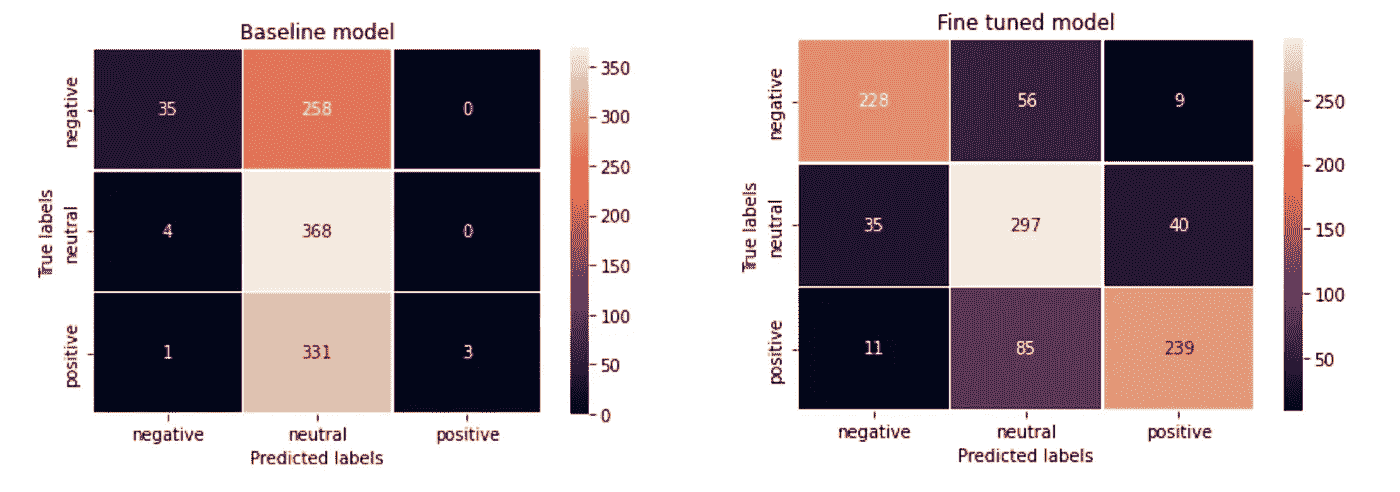 Baseline model
negative
35
258
0
True labels
neutral
4
368
0
positive
1
331
3
negative
neutral
positive
Predicted labels
350
300
250
200
150
100
50
0
Fine tuned model
negative
228
56
9
True labels
neutral
35
297
40
positive
11
85
239
negative
neutral
positive
Predicted labels
250
200
150
100
50